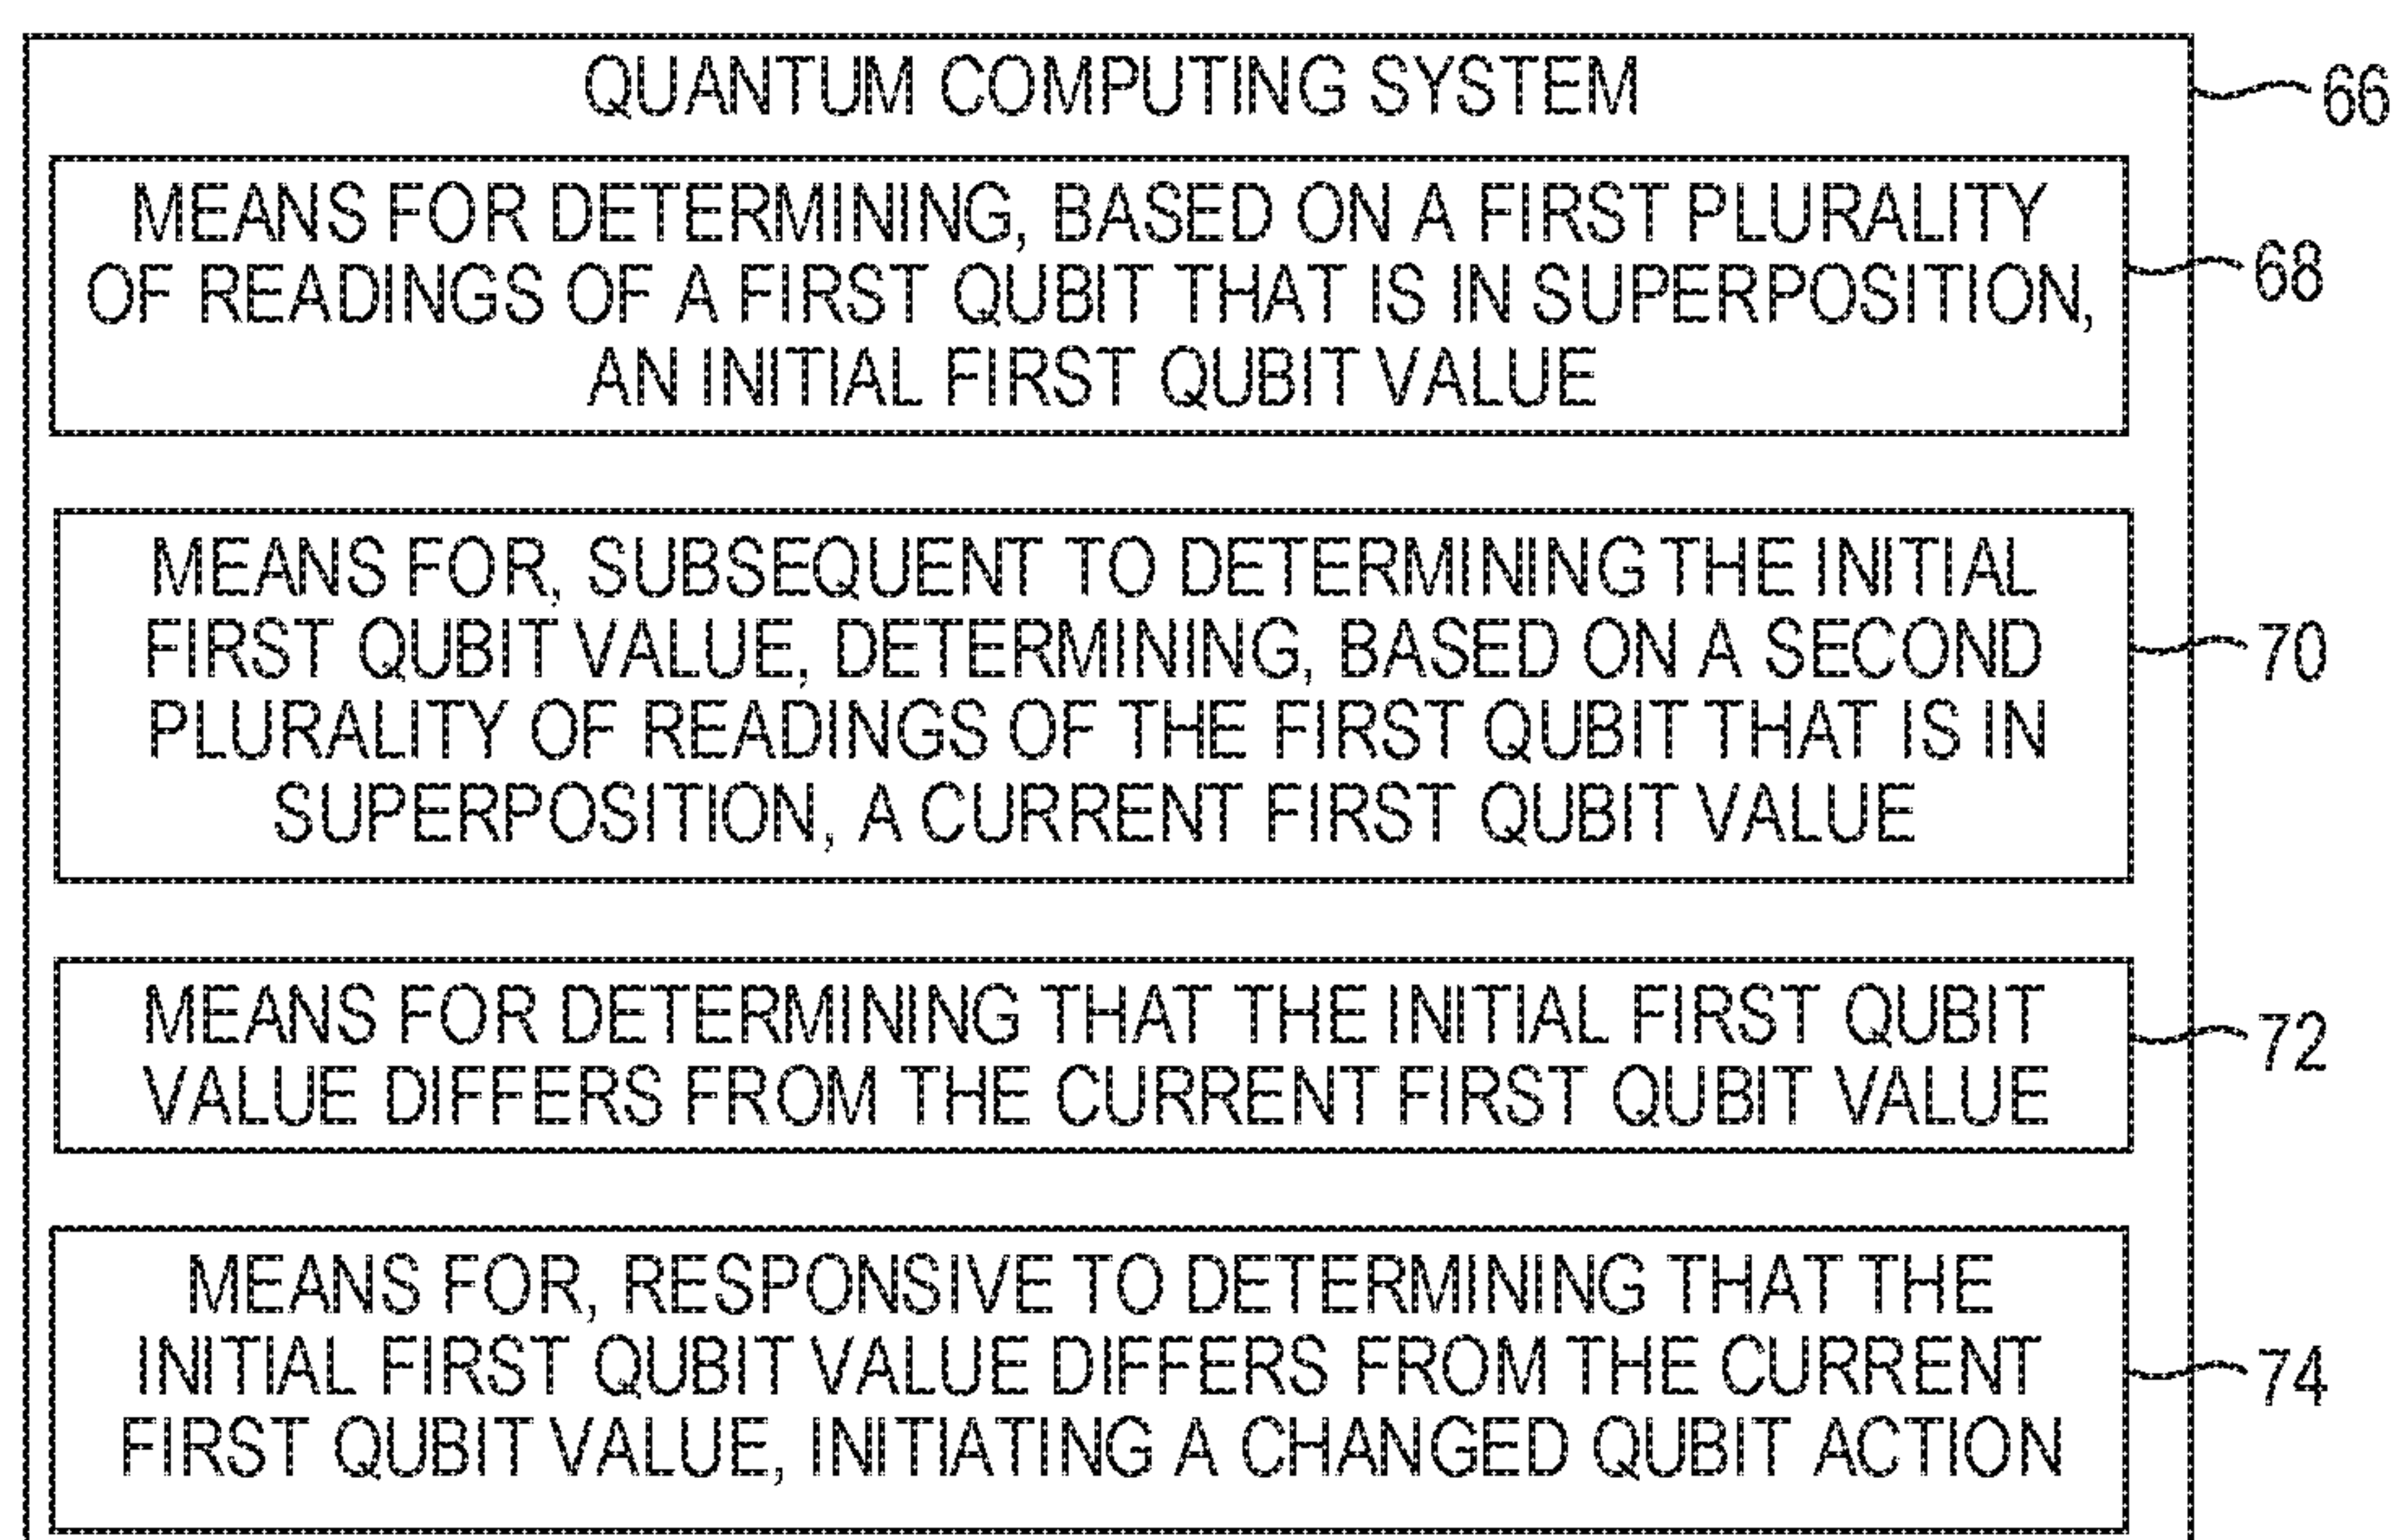 QUANTUM COMPUTING SYSTEM
66
MEANS FOR DETERMINING, BASED ON A FIRST PLURALITY
OF READINGS OF A FIRST QUBIT THAT IS IN SUPERPOSITION,
AN INITIAL FIRST QUBIT VALUE
68
MEANS FOR, SUBSEQUENT TO DETERMINING THE INITIAL
FIRST QUBIT VALUE, DETERMINING, BASED ON A SECOND
PLURALITY OF READINGS OF THE FIRST QUBIT THAT IS IN
SUPERPOSITION, A CURRENT FIRST QUBIT VALUE
70
MEANS FOR DETERMINING THAT THE INITIAL FIRST QUBIT
VALUE DIFFERS FROM THE CURRENT FIRST QUBIT VALUE
72
MEANS FOR, RESPONSIVE TO DETERMINING THAT THE
INITIAL FIRST QUBIT VALUE DIFFERS FROM THE CURRENT
FIRST QUBIT VALUE, INITIATING A CHANGED QUBIT ACTION
74